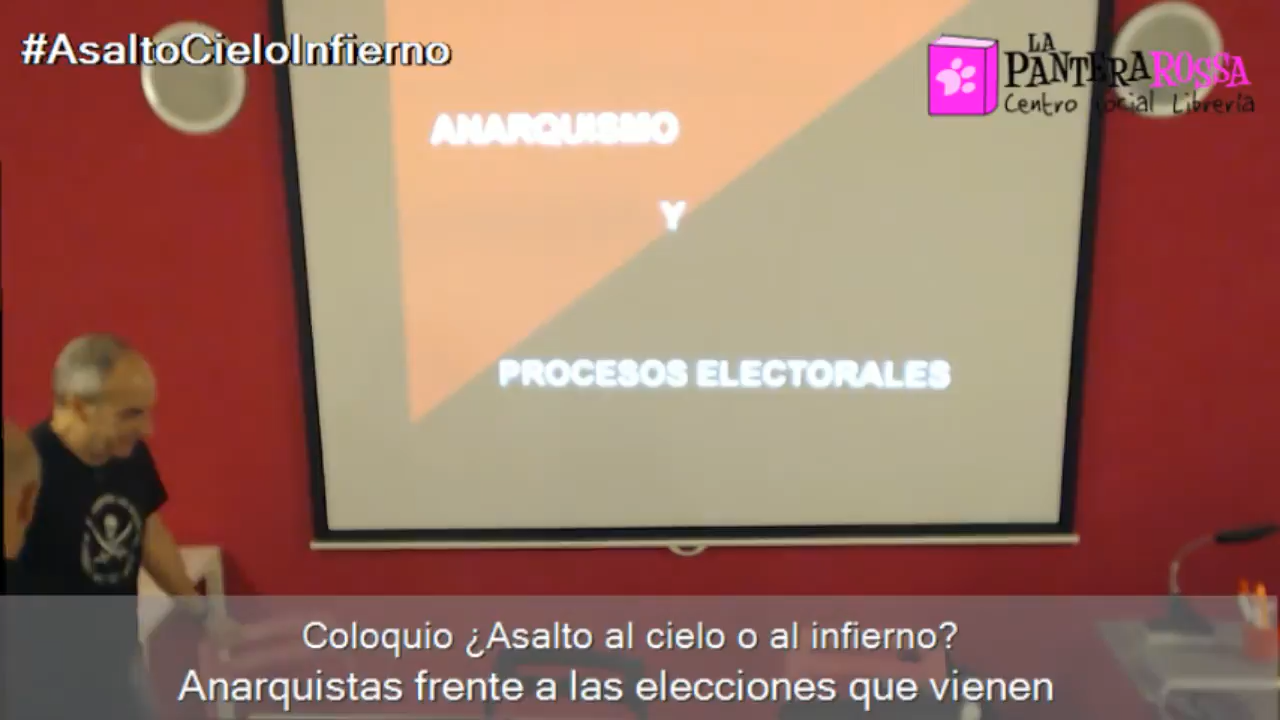 #AsaltoCieloInfierno
LA
PANTERA ROSSA
Centro Social Librería
ANARQUISMO
Y
PROCESOS ELECTORALES
Coloquio ¿Asalto al cielo o al infierno?
Anarquistas frente a las elecciones que vienen